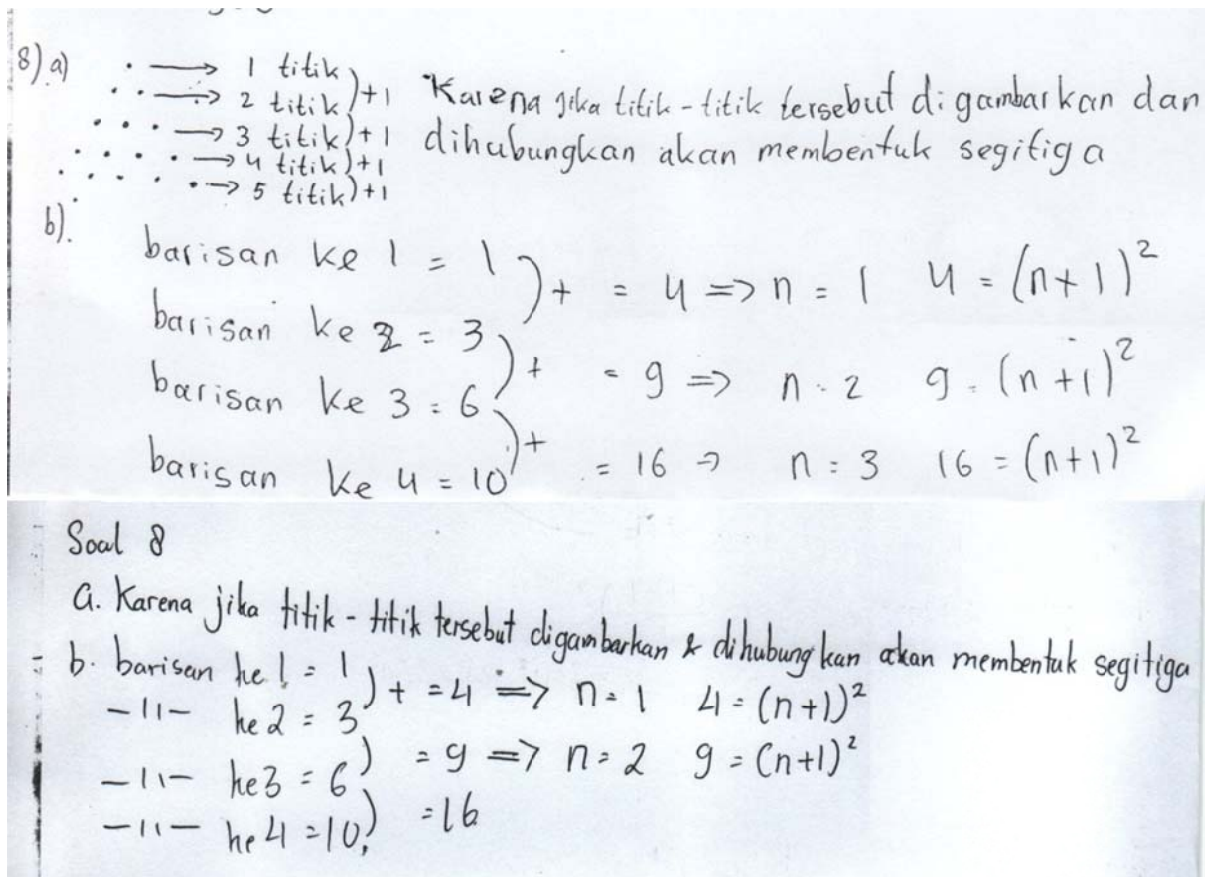 8) a) . → 1 titik
. . → 2 titik )+1 Karena jika titik-titik tersebut digambarkan dan
. . . → 3 titik )+1 dihubungkan akan membentuk segitiga
. . . . → 4 titik )+1
. . . . . → 5 titik )+1
b).
barisan ke 1 = 1
)+ = 4 => n = 1 4 = (n+1)²
barisan ke 2 = 3
)+ = 9 => n = 2 9 = (n+1)²
barisan ke 3 = 6
)+ = 16 => n = 3 16 = (n+1)²
barisan ke 4 = 10
Soal 8
a. Karena jika titik-titik tersebut digambarkan & dihubungkan akan membentuk segitiga
b. barisan ke 1 = 1 )+ = 4 => n = 1 4 = (n+1)²
-11- ke 2 = 3
) = 9 => n = 2 9 = (n+1)²
-11- ke 3 = 6
-11- ke 4 = 10 ) = 16